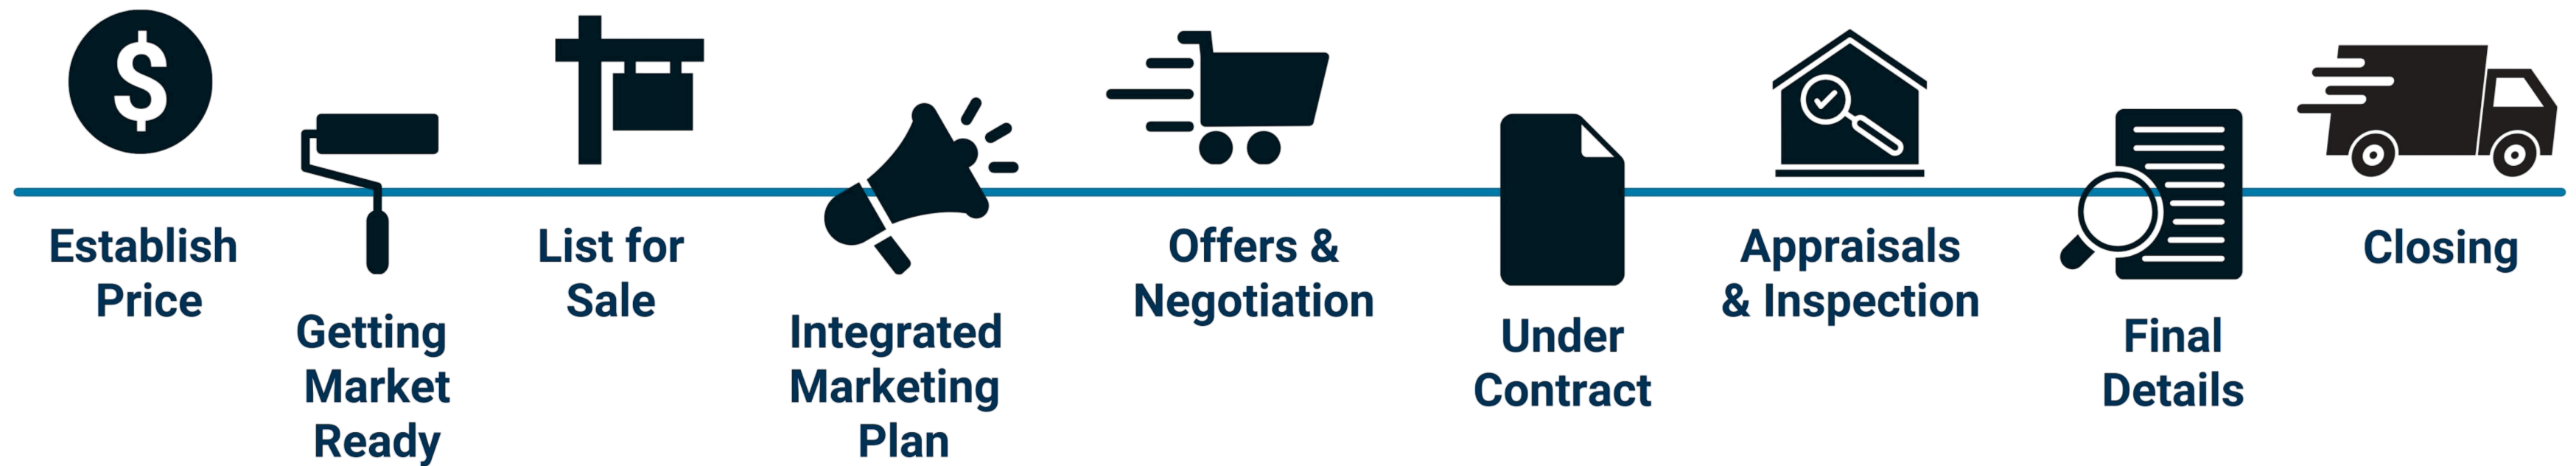 $
Establish
Price
Getting
Market
Ready
List for
Sale
Integrated
Marketing
Plan
Offers &
Negotiation
Under
Contract
Appraisals
& Inspection
Final
Details
Closing